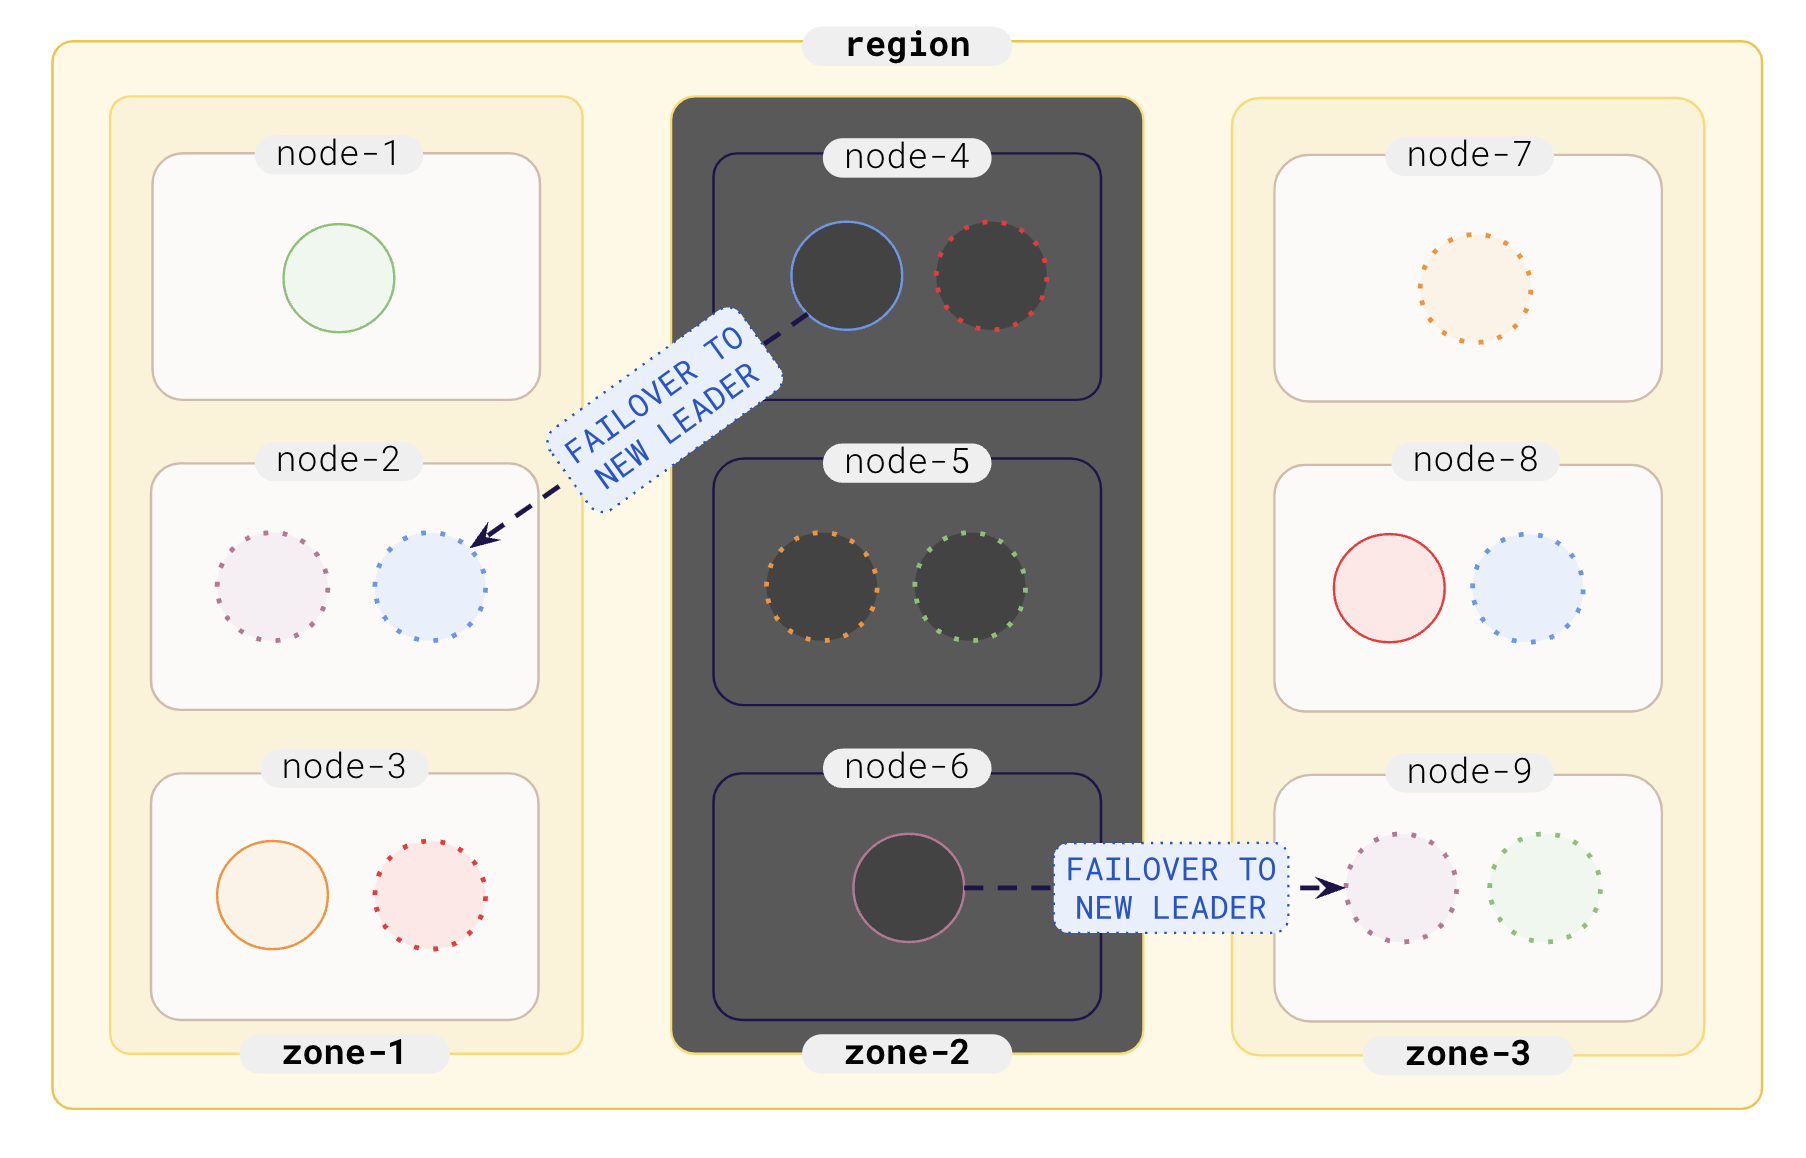 region
node-1
node-4
node-7
FAILOVER TO
NEW LEADER
node-2
node-5
node-8
node-3
node-6
node-9
FAILOVER TO
NEW LEADER
zone-1
zone-2
zone-3